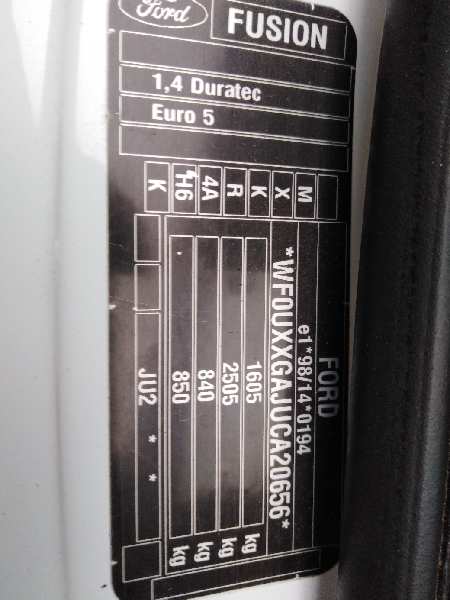 Ford
FUSION
1,4 Duratec
Euro 5
FORD
e1*98/14*0194
*WF0UXXGAJUCA20656*
1605 kg
2505 kg
840 kg
850 kg
M X K R 4A H6 K
JU2 * *